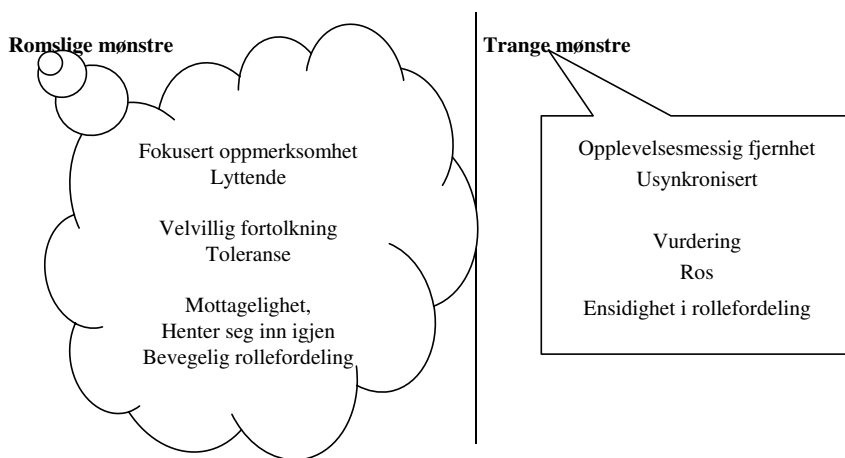 Romslige mønstre
Fokusert oppmerksomhet
Lyttende
Velvillig fortolkning
Toleranse
Mottagelighet,
Henter seg inn igjen
Bevegelig rollefordeling
Trange mønstre
Opplevelsesmessig fjernhet
Usynkronisert
Vurdering
Ros
Ensidighet i rollefordeling